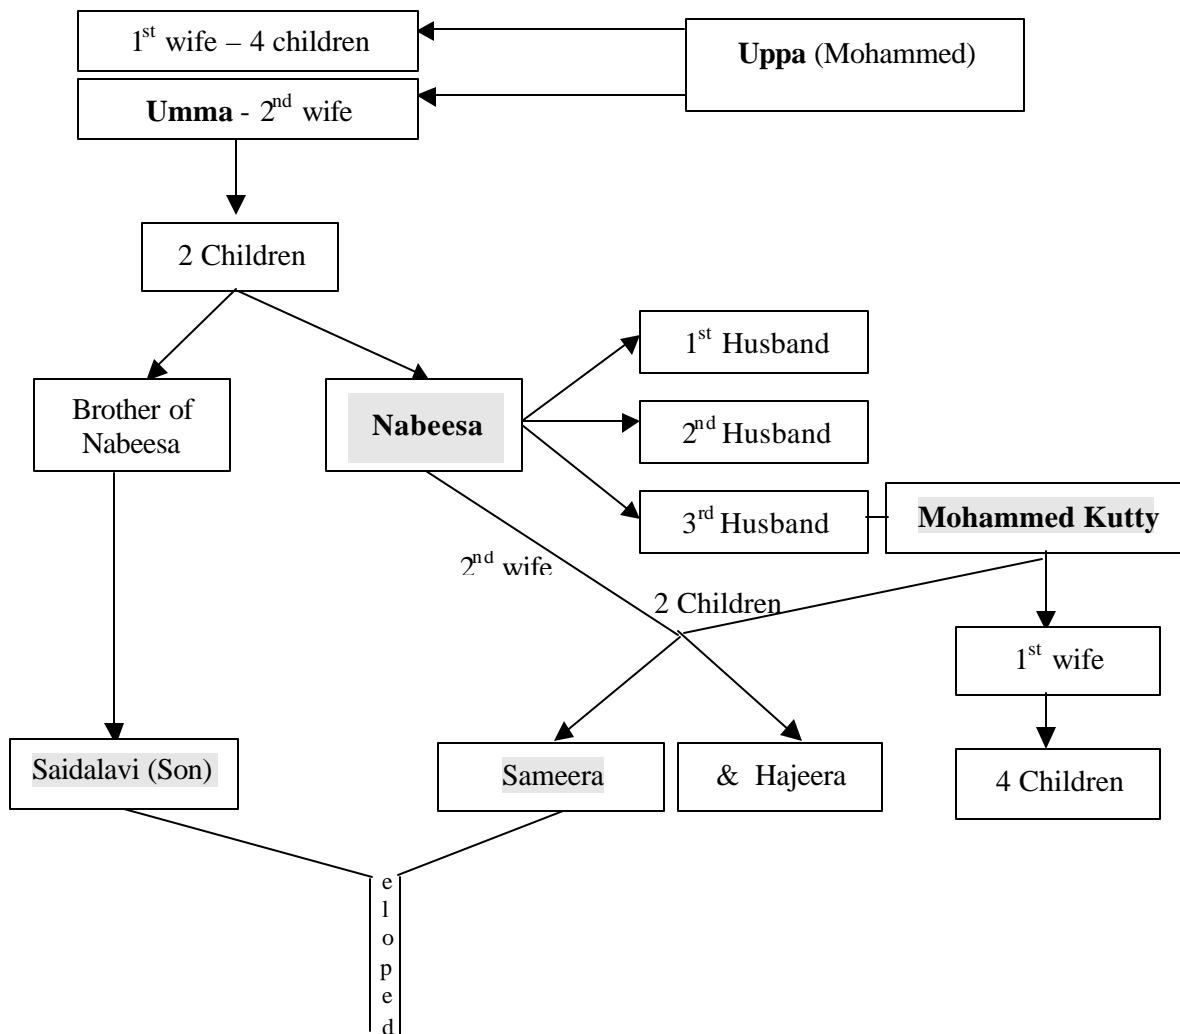 1st wife – 4 children
Uppa (Mohammed)
Umma - 2nd wife
2 Children
1st Husband
Brother of
Nabeesa
Nabeesa
2nd Husband
3rd Husband
Mohammed Kutty
2nd wife
2 Children
1st wife
Saidalavi (Son)
Sameera
& Hajeera
4 Children
e
l
o
p
e
d